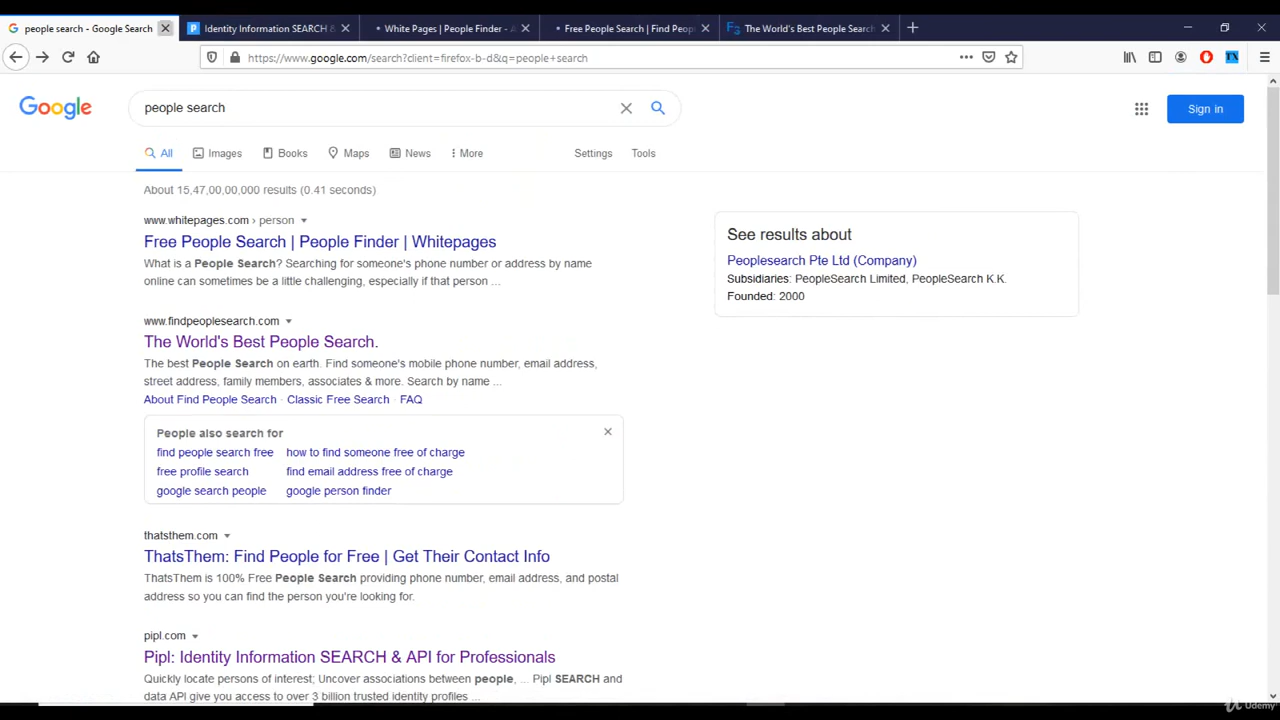 people search - Google Search
Identity Information SEARCH &
White Pages | People Finder - A
Free People Search | Find Peopl
The World's Best People Search
https://www.google.com/search?client=firefox-b-d&q=people+search
Google
people search
Sign in
All
Images
Books
Maps
News
More
Settings
Tools
About 15,47,00,00,000 results (0.41 seconds)
www.whitepages.com › person
Free People Search | People Finder | Whitepages
What is a People Search? Searching for someone's phone number or address by name
online can sometimes be a little challenging, especially if that person ...
See results about
Peoplesearch Pte Ltd (Company)
Subsidiaries: PeopleSearch Limited, PeopleSearch K.K.
Founded: 2000
www.findpeoplesearch.com
The World's Best People Search.
The best People Search on earth. Find someone's mobile phone number, email address,
street address, family members, associates & more. Search by name ...
About Find People Search · Classic Free Search · FAQ
People also search for
find people search free how to find someone free of charge
free profile search find email address free of charge
google search people google person finder
thatsthem.com
ThatsThem: Find People for Free | Get Their Contact Info
ThatsThem is 100% Free People Search providing phone number, email address, and postal
address so you can find the person you're looking for.
pipl.com
Pipl: Identity Information SEARCH & API for Professionals
Quickly locate persons of interest; Uncover associations between people, ... Pipl SEARCH and
data API give you access to over 3 billion trusted identity profiles ...
Udemy